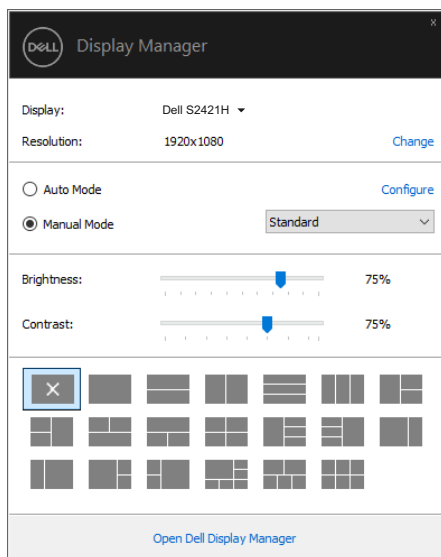 x
DELL Display Manager
Display: Dell S2421H
Resolution: 1920x1080 Change
Auto Mode Configure
Manual Mode Standard
Brightness: 75%
Contrast: 75%
Open Dell Display Manager